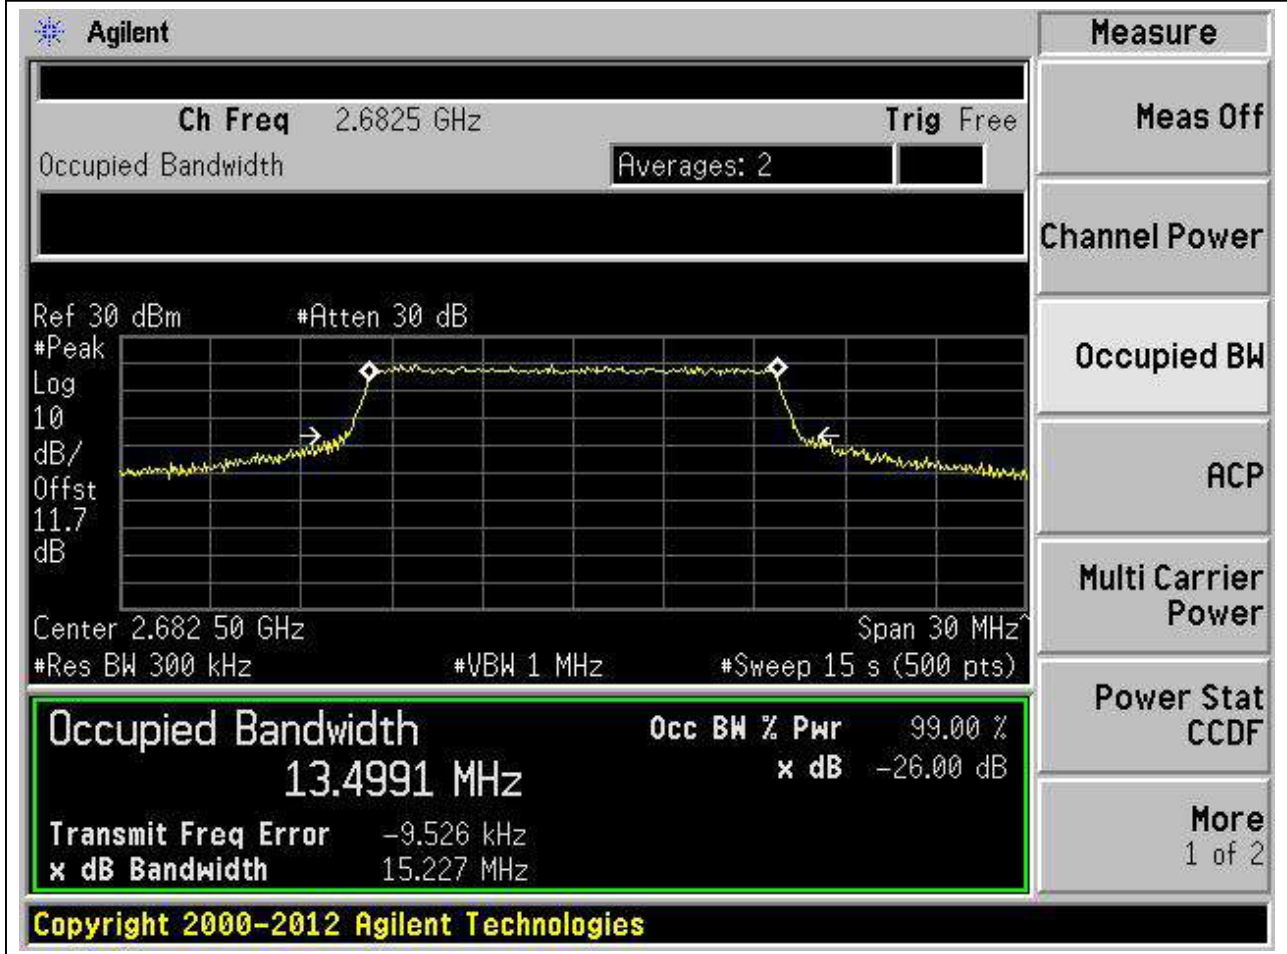 Agilent
Measure
Ch Freq 2.6825 GHz Trig Free
Occupied Bandwidth Averages: 2
Ref 30 dBm #Atten 30 dB
#Peak
Log
10
dB/
Offst
11.7
dB
Center 2.682 50 GHz Span 30 MHz^
#Res BW 300 kHz #VBW 1 MHz #Sweep 15 s (500 pts)
Occupied Bandwidth Occ BW % Pwr 99.00 %
13.4991 MHz x dB -26.00 dB
Transmit Freq Error -9.526 kHz
x dB Bandwidth 15.227 MHz
Meas Off
Channel Power
Occupied BW
ACP
Multi Carrier
Power
Power Stat
CCDF
More
1 of 2
Copyright 2000-2012 Agilent Technologies